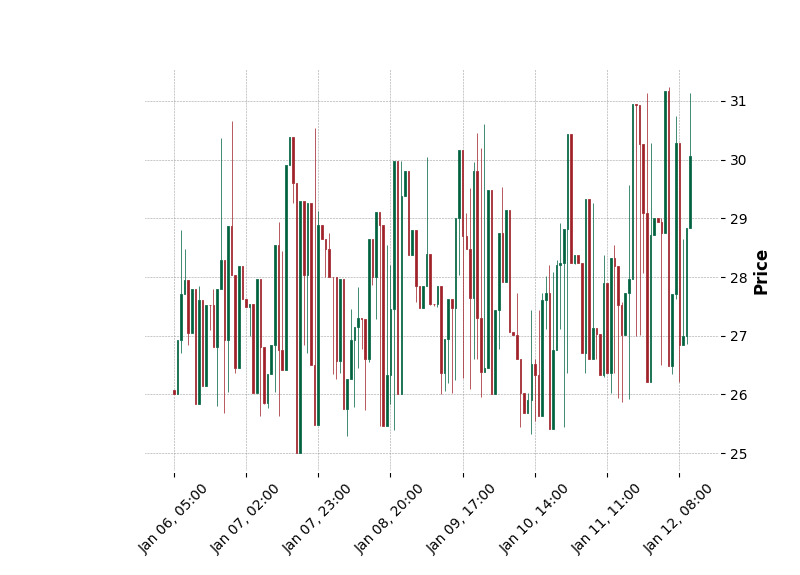 31
30
29
28
27
26
25
Price
Jan 06, 05:00
Jan 07, 02:00
Jan 07, 23:00
Jan 08, 20:00
Jan 09, 17:00
Jan 10, 14:00
Jan 11, 11:00
Jan 12, 08:00